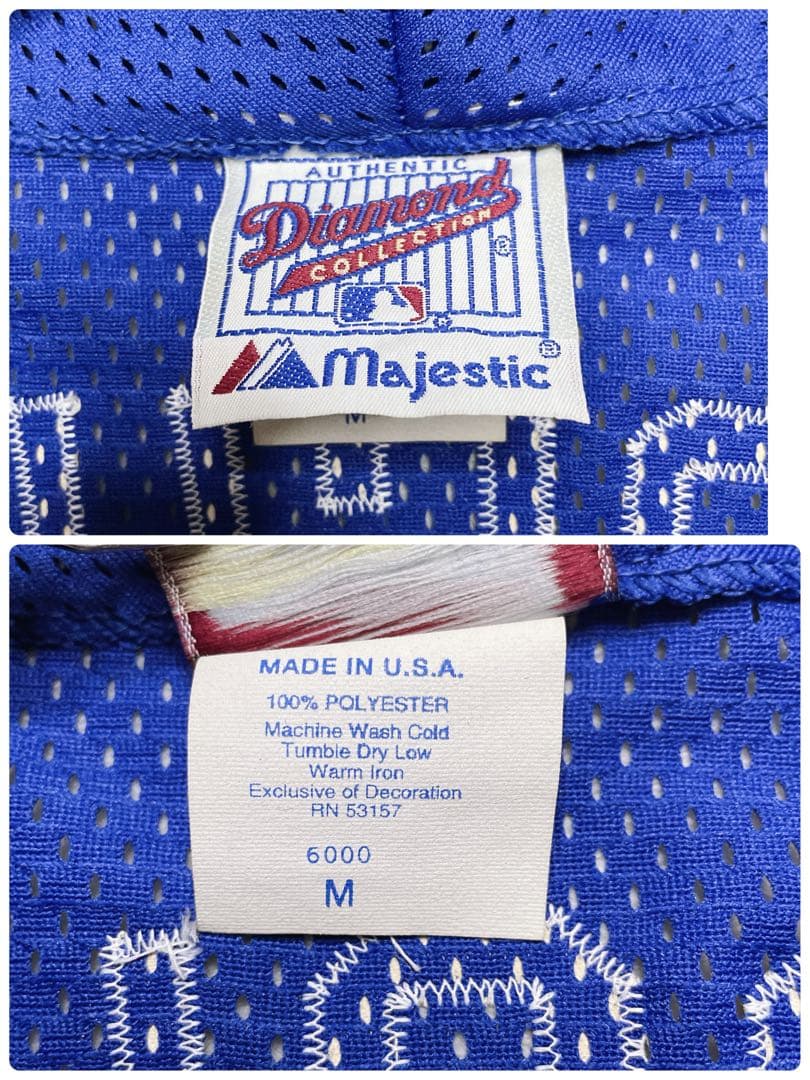 AUTHENTIC
Diamond
COLLECTION
®
Majestic®
M
MADE IN U.S.A.
100% POLYESTER
Machine Wash Cold
Tumble Dry Low
Warm Iron
Exclusive of Decoration
RN 53157
6000
M